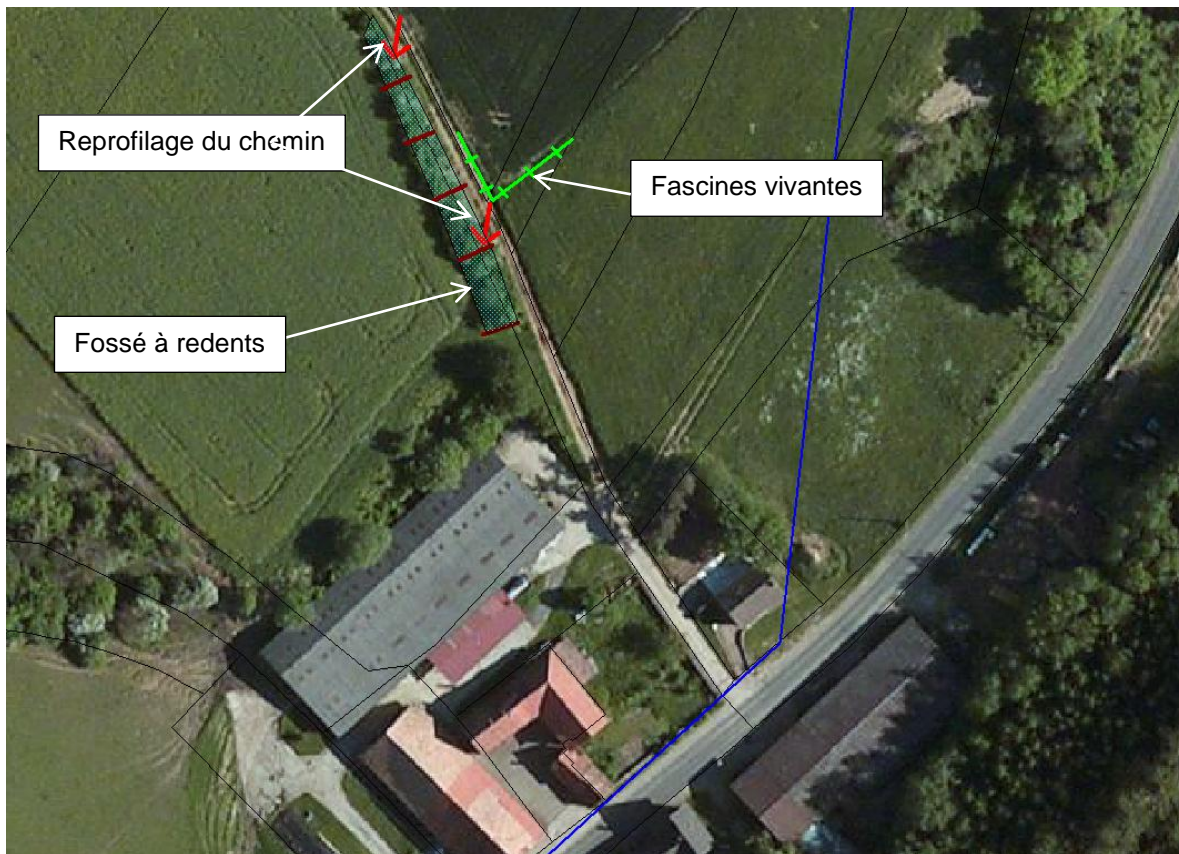 Reprofilage du chemin
Fascines vivantes
Fossé à redents